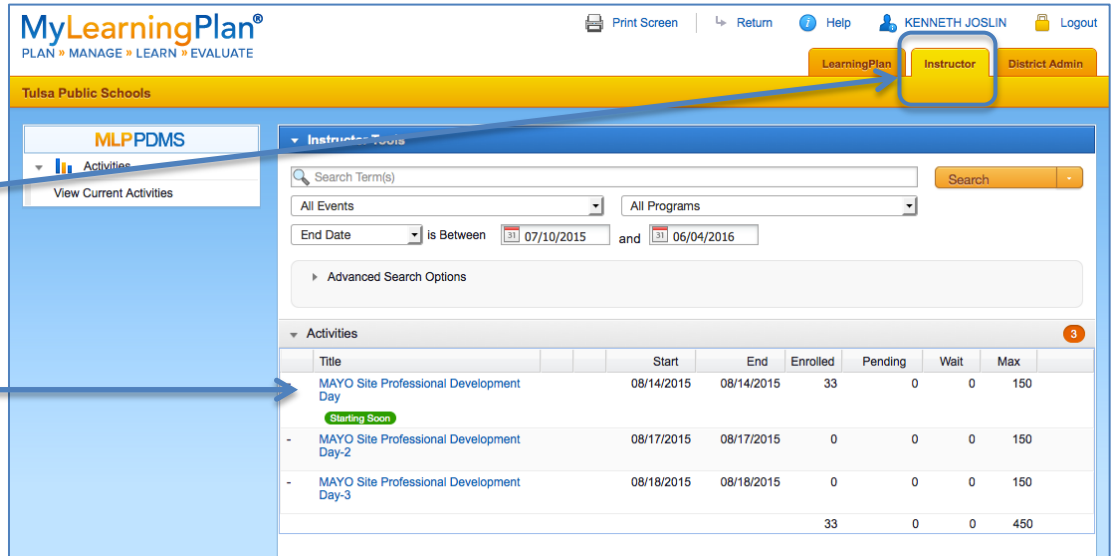 MyLearningPlan®
PLAN » MANAGE » LEARN » EVALUATE
Print Screen Return Help KENNETH JOSLIN Logout
LearningPlan Instructor District Admin
Tulsa Public Schools
MLPPDMS
Activities
View Current Activities
Instructor Tools
Search Term(s) Search
All Events All Programs
End Date is Between 31 07/10/2015 and 31 06/04/2016
Advanced Search Options
Activities 3
Title Start End Enrolled Pending Wait Max
MAYO Site Professional Development 08/14/2015 08/14/2015 33 0 0 150
Day
Starting Soon
- MAYO Site Professional Development 08/17/2015 08/17/2015 0 0 0 150
Day-2
- MAYO Site Professional Development 08/18/2015 08/18/2015 0 0 0 150
Day-3
33 0 0 450